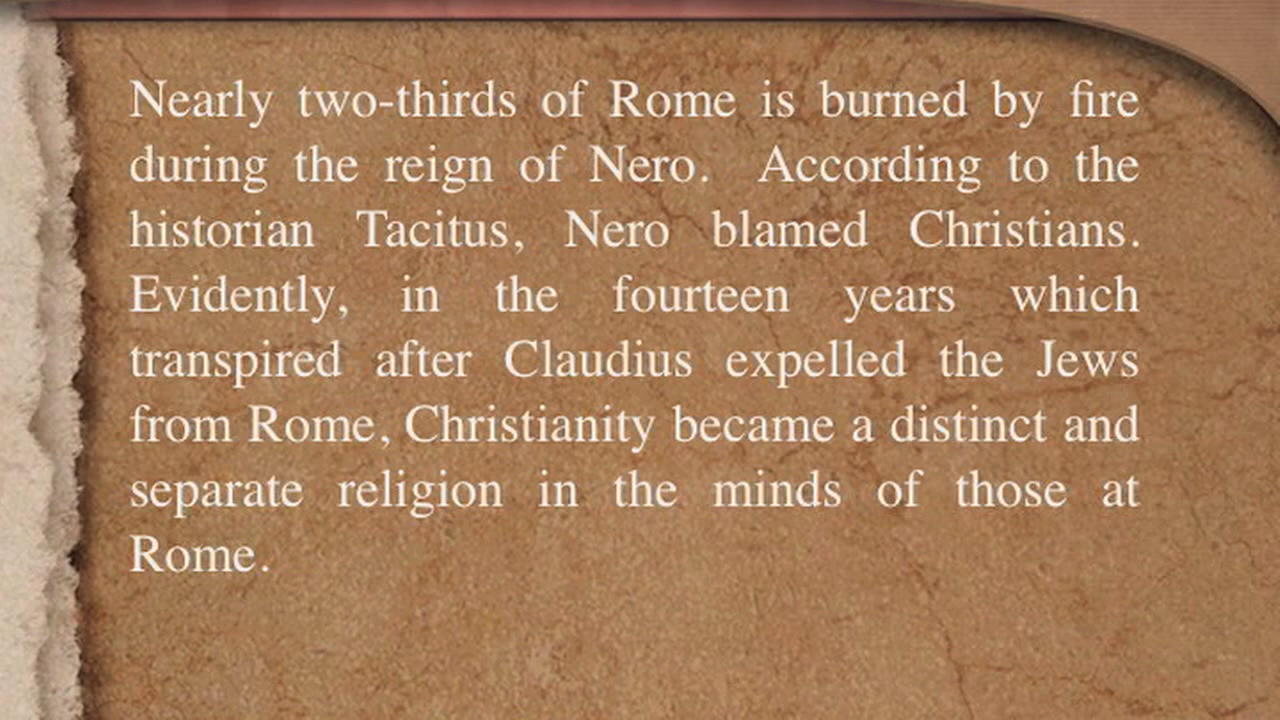 Nearly two-thirds of Rome is burned by fire
during the reign of Nero.  According to the
historian Tacitus, Nero blamed Christians.
Evidently, in the fourteen years which
transpired after Claudius expelled the Jews
from Rome, Christianity became a distinct and
separate religion in the minds of those at
Rome.